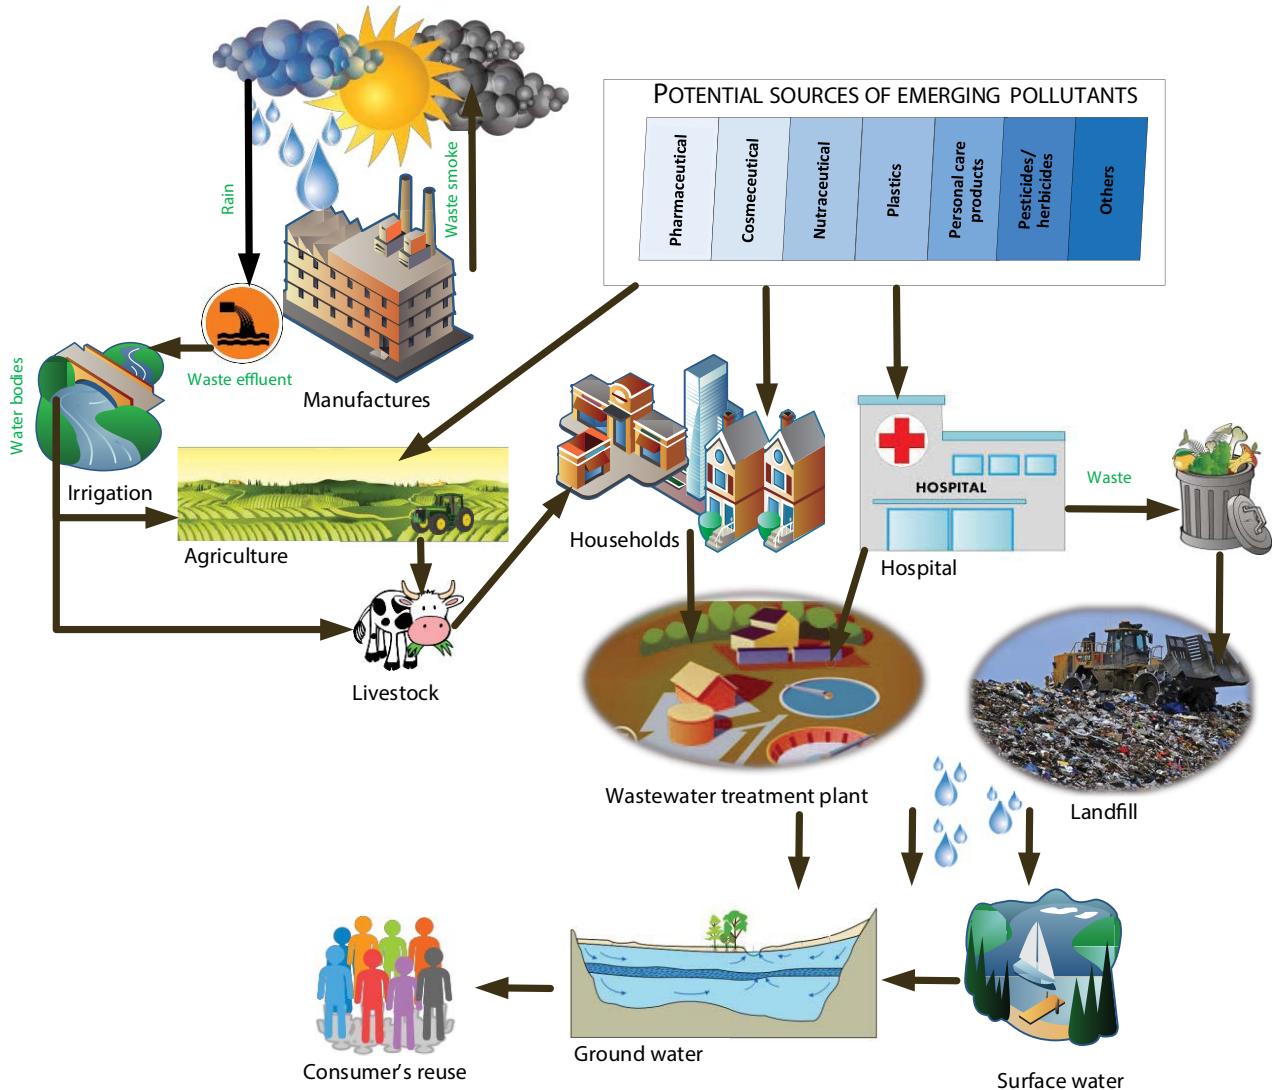 POTENTIAL SOURCES OF EMERGING POLLUTANTS
Pharmaceutical
Cosmeceutical
Nutraceutical
Plastics
Personal care
products
Pesticides/
herbicides
Others
Rain
Waste smoke
Waste effluent
Manufactures
Water bodies
Irrigation
Agriculture
Livestock
Households
HOSPITAL
Hospital
Waste
Wastewater treatment plant
Landfill
Consumer's reuse
Ground water
Surface water